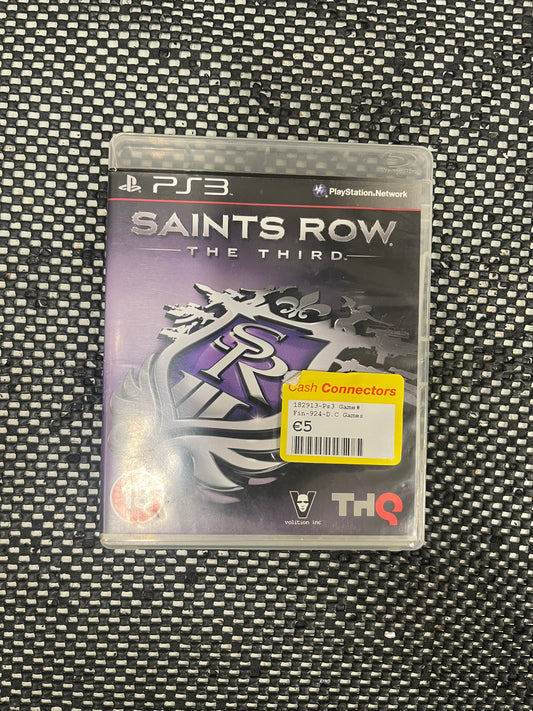 PS3
PlayStation.Network
SAINTS ROW
THE THIRD
SR
Cash Connectors
182913-Ps3 Game#
Fin-924-D.C Games
€5
18
V
volition inc
THQ